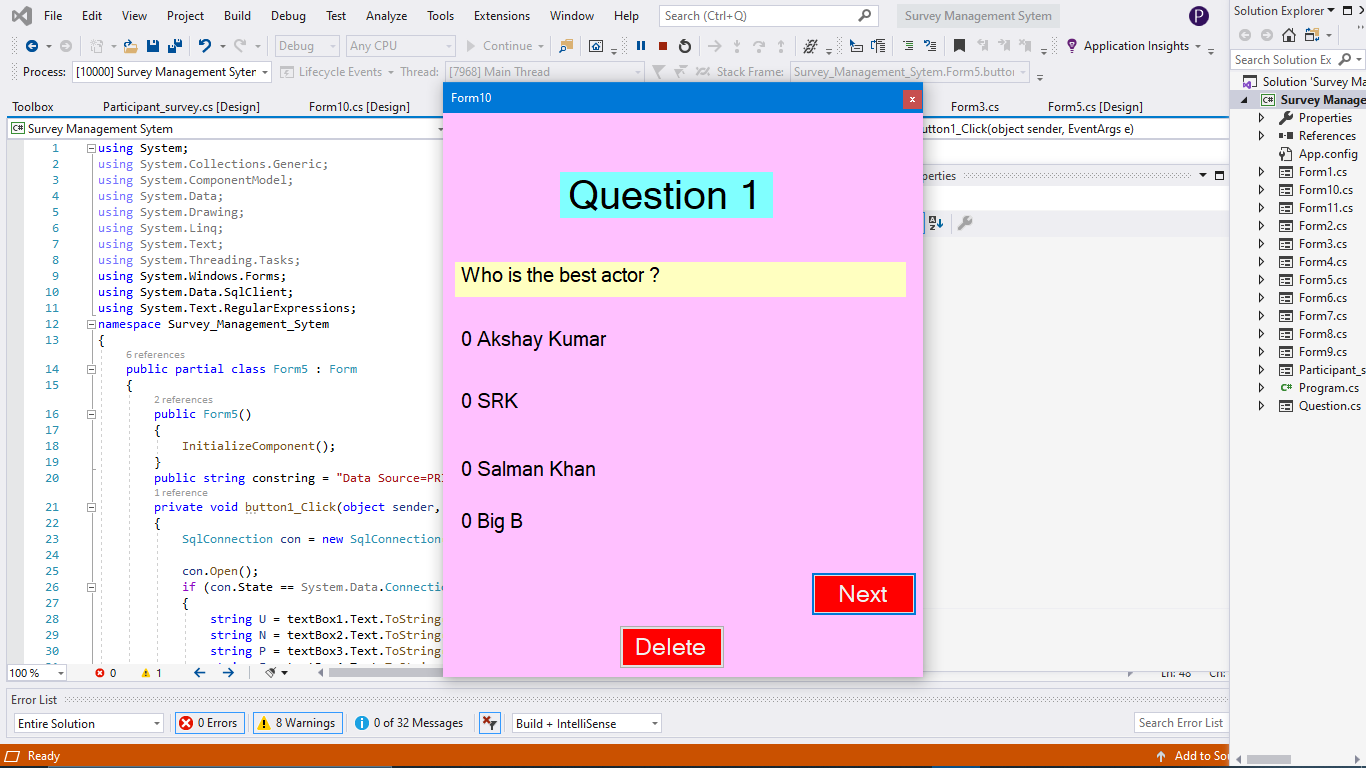 File Edit View Project Build Debug Test Analyze Tools Extensions Window Help Search (Ctrl+Q) Survey Management Sytem P
Debug Any CPU Continue Application Insights
Process: [10000] Survey Management Syter Lifecycle Events Thread: [7968] Main Thread Stack Frame: Survey_Management_Sytem.Form5.button
Toolbox Participant_survey.cs [Design] Form10.cs [Design] Form3.cs Form5.cs [Design]
C# Survey Management Sytem utton1_Click(object sender, EventArgs e)
1 using System;
2 using System.Collections.Generic;
3 using System.ComponentModel;
4 using System.Data;
5 using System.Drawing;
6 using System.Linq;
7 using System.Text;
8 using System.Threading.Tasks;
9 using System.Windows.Forms;
10 using System.Data.SqlClient;
11 using System.Text.RegularExpressions;
12 namespace Survey_Management_Sytem
13 {
6 references
14 public partial class Form5 : Form
15 {
2 references
16 public Form5()
17 {
18 InitializeComponent();
19 }
20 public string constring = "Data Source=PR
1 reference
21 private void button1_Click(object sender,
22 {
23 SqlConnection con = new SqlConnection
24
25 con.Open();
26 if (con.State == System.Data.Connectio
27 {
28 string U = textBox1.Text.ToString
29 string N = textBox2.Text.ToString
30 string P = textBox3.Text.ToString
100 % 0 1 Ln: 48 Ch:
Form10 x
Question 1
Who is the best actor ?
0 Akshay Kumar
0 SRK
0 Salman Khan
0 Big B
Next
Delete
perties
Solution Explorer
Search Solution Ex
Solution 'Survey Ma
C# Survey Manage
Properties
References
App.config
Form1.cs
Form10.cs
Form11.cs
Form2.cs
Form3.cs
Form4.cs
Form5.cs
Form6.cs
Form7.cs
Form8.cs
Form9.cs
Participant_s
C# Program.cs
Question.cs
Error List
Entire Solution 0 Errors 8 Warnings 0 of 32 Messages Build + IntelliSense Search Error List
Ready Add to Sou